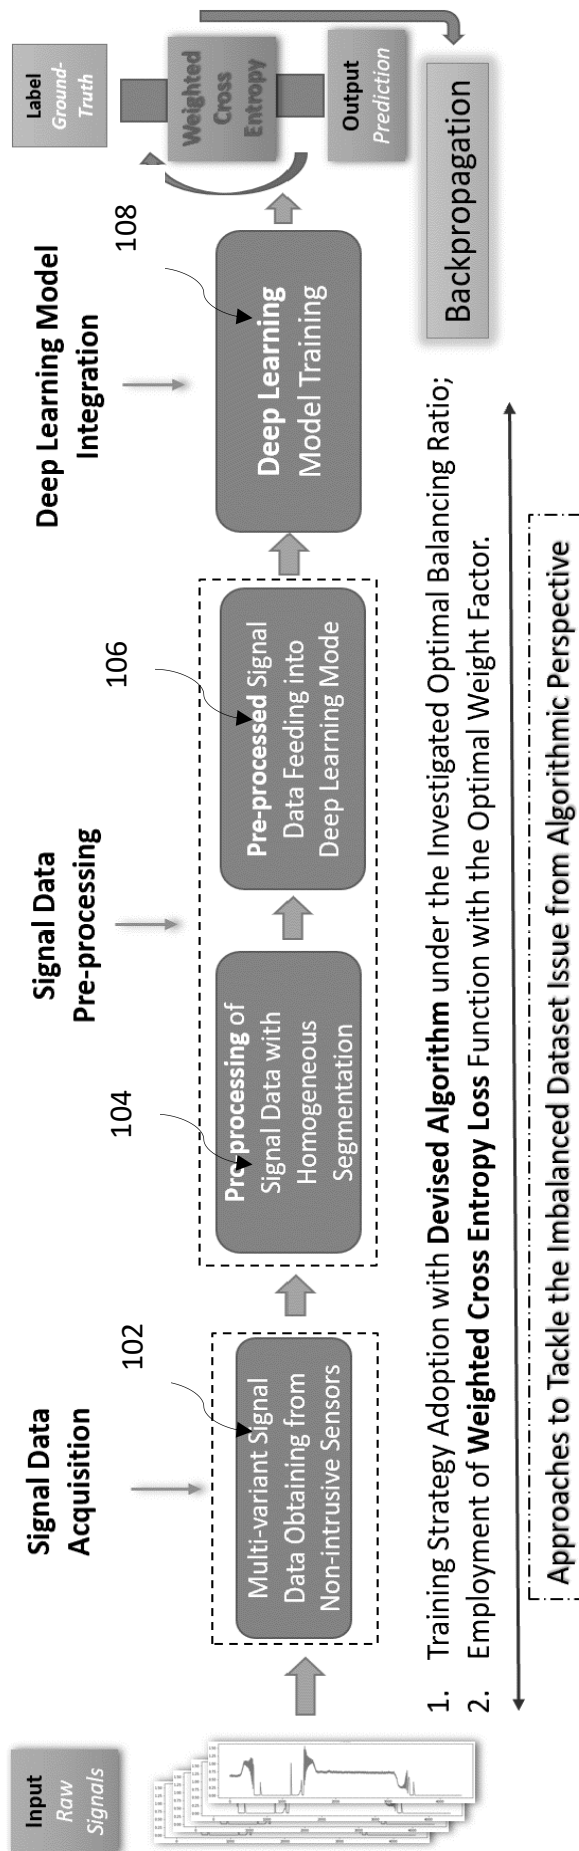 Input
Raw
Signals
Signal Data
Acquisition
102
Multi-variant Signal
Data Obtaining from
Non-intrusive Sensors
Signal Data
Pre-processing
104
Pre-processing of
Signal Data with
Homogeneous
Segmentation
106
Pre-processed Signal
Data Feeding into
Deep Learning Mode
Deep Learning Model
Integration
108
Deep Learning
Model Training
Label
Ground-
Truth
Weighted
Cross
Entropy
Output
Prediction
Backpropagation
1. Training Strategy Adoption with Devised Algorithm under the Investigated Optimal Balancing Ratio;
2. Employment of Weighted Cross Entropy Loss Function with the Optimal Weight Factor.
Approaches to Tackle the Imbalanced Dataset Issue from Algorithmic Perspective